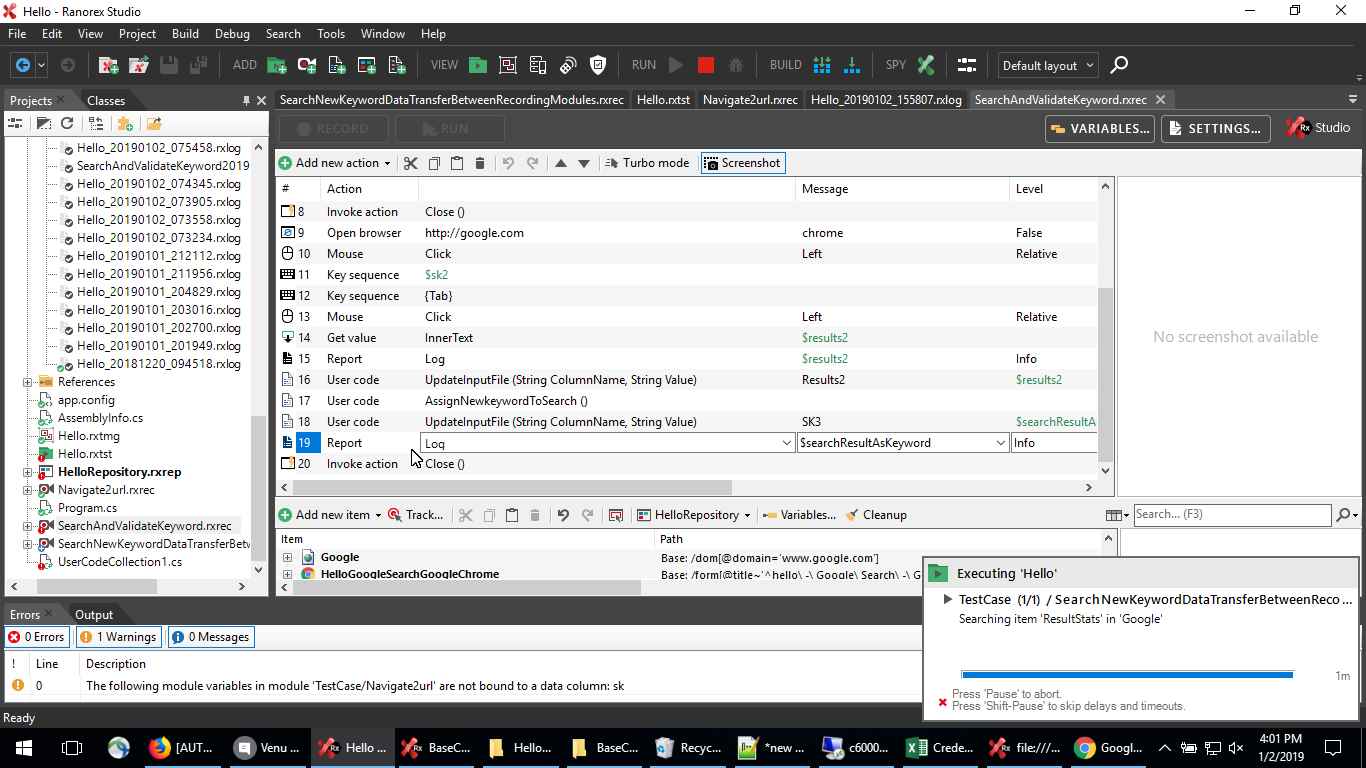 Hello - Ranorex Studio
File Edit View Project Build Debug Search Tools Window Help
ADD VIEW RUN BUILD SPY Default layout
Projects Classes
SearchNewKeywordDataTransferBetweenRecordingModules.rxrec Hello.rxtst Navigate2url.rxrec Hello_20190102_155807.rxlog SearchAndValidateKeyword.rxrec
RECORD RUN VARIABLES... SETTINGS... Rx Studio
Add new action Turbo mode Screenshot
# Action Message Level
8 Invoke action Close ()
9 Open browser http://google.com chrome False
10 Mouse Click Left Relative
11 Key sequence $sk2
12 Key sequence {Tab}
13 Mouse Click Left Relative
14 Get value InnerText $results2
15 Report Log $results2 Info
16 User code UpdateInputFile (String ColumnName, String Value) Results2 $results2
17 User code AssignNewkeywordToSearch ()
18 User code UpdateInputFile (String ColumnName, String Value) SK3 $searchResultA
19 Report Log $searchResultAsKeyword Info
20 Invoke action Close ()
No screenshot available
Hello_20190102_075458.rxlog
SearchAndValidateKeyword2019
Hello_20190102_074345.rxlog
Hello_20190102_073905.rxlog
Hello_20190102_073558.rxlog
Hello_20190102_073234.rxlog
Hello_20190101_212112.rxlog
Hello_20190101_211956.rxlog
Hello_20190101_204829.rxlog
Hello_20190101_203016.rxlog
Hello_20190101_202700.rxlog
Hello_20190101_201949.rxlog
Hello_20181220_094518.rxlog
References
app.config
AssemblyInfo.cs
Hello.rxtmg
Hello.rxtst
HelloRepository.rxrep
Navigate2url.rxrec
Program.cs
SearchAndValidateKeyword.rxrec
SearchNewKeywordDataTransferBetw
UserCodeCollection1.cs
Add new item Track... HelloRepository Variables... Cleanup Search... (F3)
Item Path
Google Base: /dom[@domain='www.google.com']
HelloGoogleSearchGoogleChrome Base: /form[@title~'^hello\ -\ Google\ Search\ -\ G
Executing 'Hello'
TestCase (1/1) / SearchNewKeywordDataTransferBetweenReco ...
Searching item 'ResultStats' in 'Google'
1m
Press 'Pause' to abort.
Press 'Shift-Pause' to skip delays and timeouts.
Errors Output
0 Errors 1 Warnings 0 Messages
! Line Description
0 The following module variables in module 'TestCase/Navigate2url' are not bound to a data column: sk
Ready
[AUT... Venu ... Hello ... BaseC... Hello... BaseC... Recyc... *new ... c6000... Crede... file:///... Googl... 4:01 PM
1/2/2019